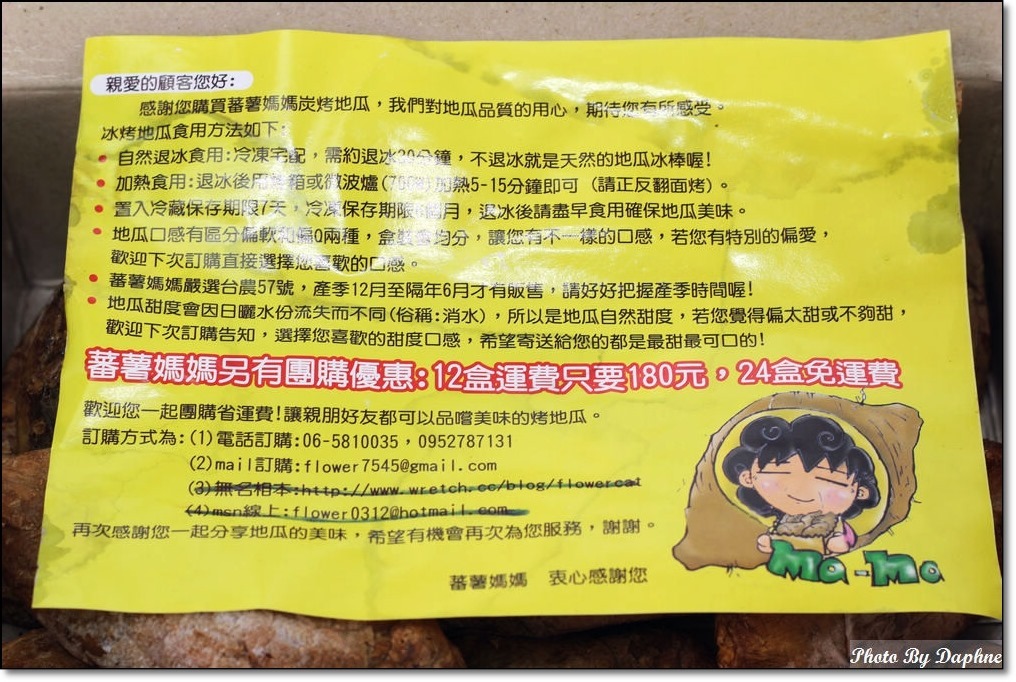 親愛的顧客您好:
感謝您購買蕃薯媽媽炭烤地瓜，我們對地瓜品質的用心，期待您有所感受。
冰烤地瓜食用方法如下:
• 自然退冰食用:冷凍宅配，需約退冰30分鐘，不退冰就是天然的地瓜冰棒喔!
• 加熱食用:退冰後用烤箱或微波爐(700W)加熱5-15分鐘即可 (請正反翻面烤)。
• 置入冷藏保存期限7天，冷凍保存期限 個月，退冰後請盡早食用確保地瓜美味。
• 地瓜口感有區分偏軟和偏Q兩種，盒裝會均分，讓您有不一樣的口感，若您有特別的偏愛，
歡迎下次訂購直接選擇您喜歡的口感。
• 蕃薯媽媽嚴選台農57號，產季12月至隔年6月才有販售，請好好把握產季時間喔!
• 地瓜甜度會因日曬水份流失而不同(俗稱:消水)，所以是地瓜自然甜度，若您覺得偏太甜或不夠甜，
歡迎下次訂購告知，選擇您喜歡的甜度口感，希望寄送給您的都是最甜最可口的!
蕃薯媽媽另有團購優惠:12盒運費只要180元，24盒免運費
歡迎您一起團購省運費!讓親朋好友都可以品嚐美味的烤地瓜。
訂購方式為:(1)電話訂購:06-5810035，0952787131
(2)mail訂購:flower7545@gmail.com
(3)無名相本:http://www.wretch.cc/blog/flowercat
(4)msn線上:flower0312@hotmail.com
再次感謝您一起分享地瓜的美味，希望有機會再次為您服務，謝謝。
蕃薯媽媽 衷心感謝您
Ma-Ma
Photo By Daphne